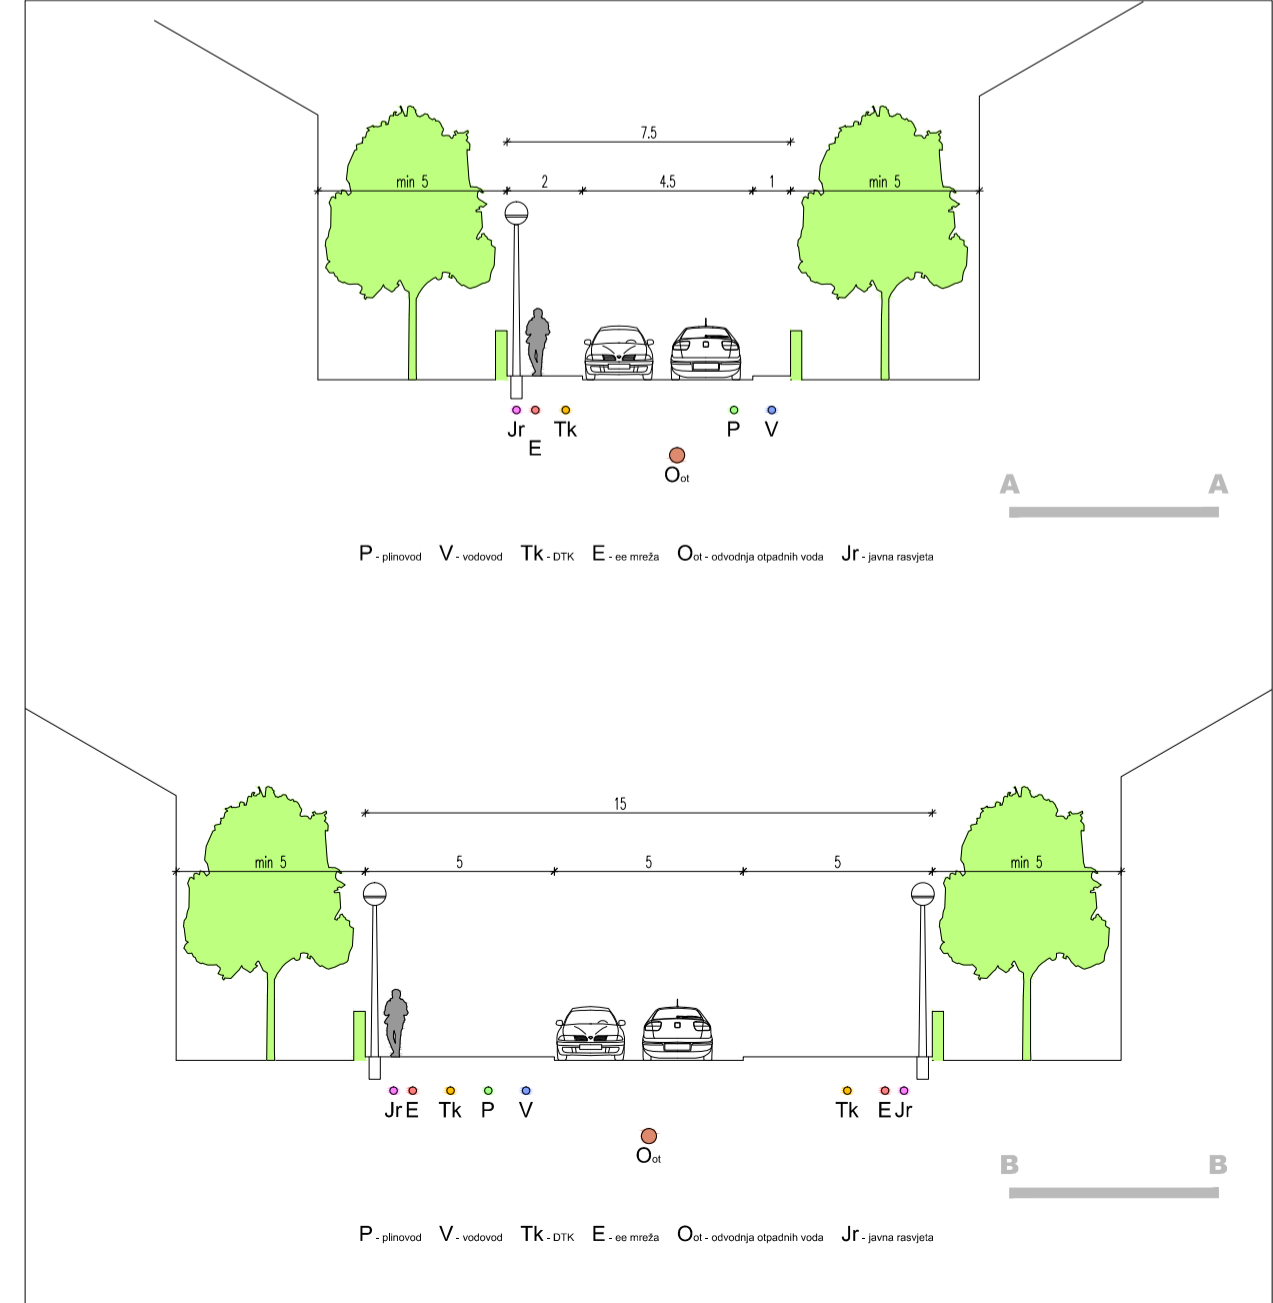 7.5
min 5 2 4.5 1 min 5
Jr E Tk P V
Oot
A A
P - plinovod V - vodovod Tk - DTK E - ee mreža Oot - odvodnja otpadnih voda Jr - javna rasvjeta
15
min 5 5 5 5 min 5
Jr E Tk P V Tk E Jr
Oot
B B
P - plinovod V - vodovod Tk - DTK E - ee mreža Oot - odvodnja otpadnih voda Jr - javna rasvjeta